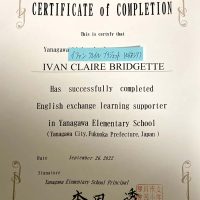 CERTIFICATE of COMPLETION
This is certify that
Yanagawa
IVAN CLAIRE BRIDGETTE
Has successfully completed
English exchange learning supporter
in Yanagawa Elementary School
(Yanagawa City, Fukuoka Prefecture, Japan)
Date September 26.2022
Signature
Yanagawa Elementary School Principal